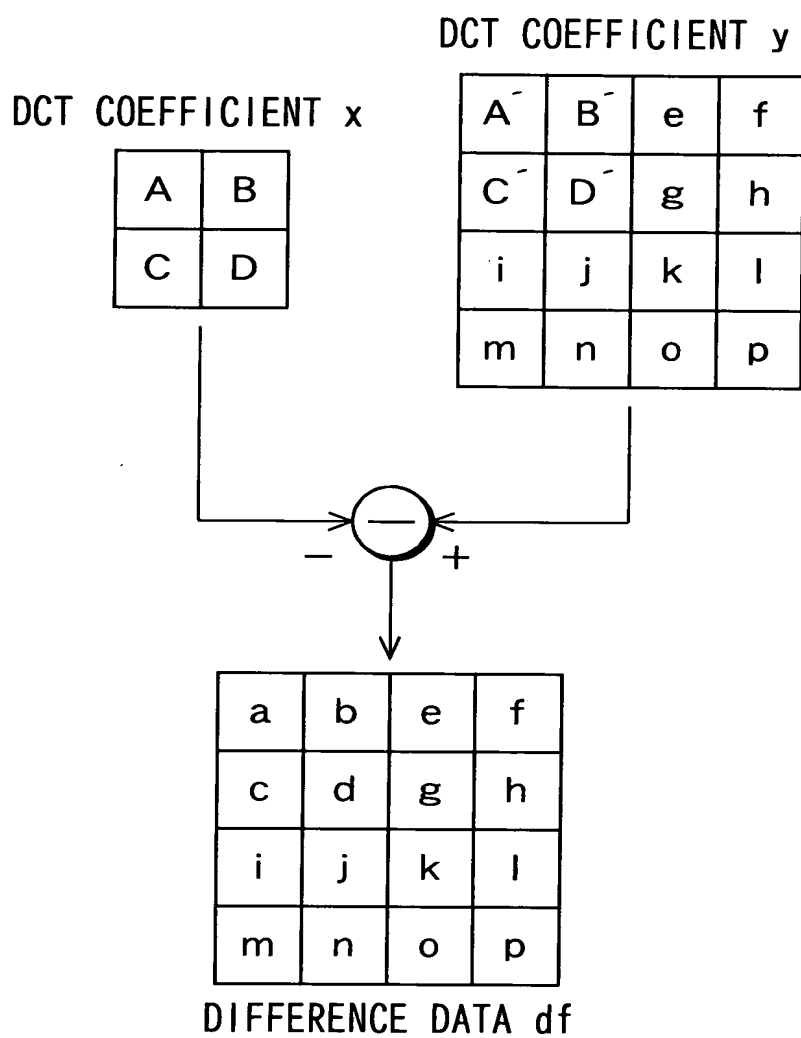 DCT COEFFICIENT y
DCT COEFFICIENT x
A B
C D
A´ B´ e f
C´ D´ g h
i j k l
m n o p
− +
a b e f
c d g h
i j k l
m n o p
DIFFERENCE DATA df